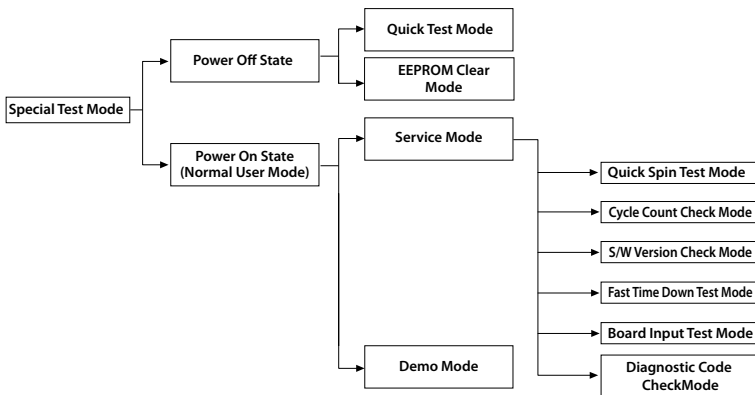 Special Test Mode
Power Off State
Quick Test Mode
EEPROM Clear
Mode
Power On State
(Normal User Mode)
Service Mode
Quick Spin Test Mode
Cycle Count Check Mode
S/W Version Check Mode
Fast Time Down Test Mode
Board Input Test Mode
Diagnostic Code
CheckMode
Demo Mode